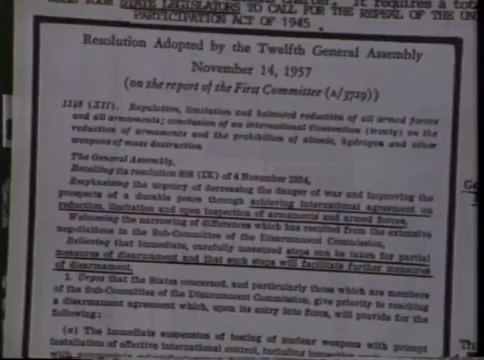 YOUR STATE LEGISLATORS TO CALL FOR THE REPEAL OF THE UN
PARTICIPATION ACT OF 1945 .
Resolution Adopted by the Twelfth General Assembly
November 14, 1957
(on the report of the First Committee (a/3729))
1148 (XII). Regulation, limitation and balanced reduction of all armed forces
and all armaments; conclusion of an international Convention (treaty) on the
reduction of armaments and the prohibition of atomic, hydrogen and other
weapons of mass destruction
The General Assembly,
Recalling its resolution 808 (IX) of 4 November 1954,
Emphasizing the urgency of decreasing the danger of war and improving the
prospects of a durable peace through achieving international agreement on
reduction, limitation and open inspection of armaments and armed forces,
Welcoming the narrowing of differences which has resulted from the extensive
negotiations in the Sub-Committee of the Disarmament Commission,
Believing that immediate, carefully measured steps can be taken for partial
measures of disarmament and that such steps will facilitate further measures
of disarmament,
1. Urges that the States concerned, and particularly those which are members
of the Sub-Committee of the Disarmament Commission, give priority to reaching
a disarmament agreement which, upon its entry into force, will provide for the
following:
(a) The immediate suspension of testing of nuclear weapons with prompt
installation of effective international control, including